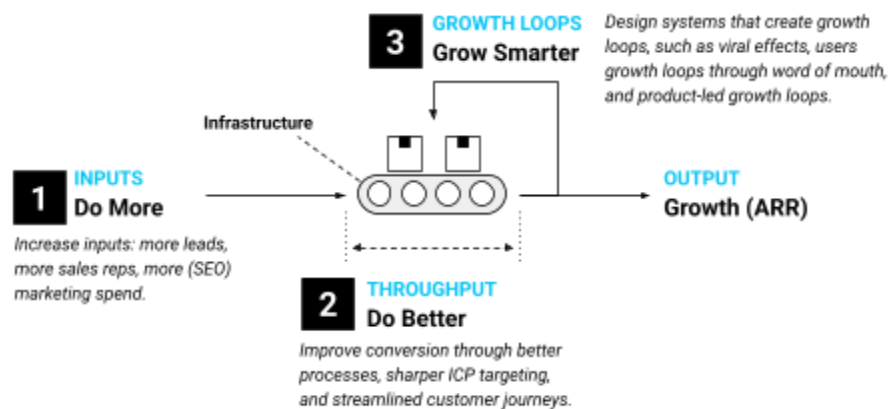 3
GROWTH LOOPS
Grow Smarter
Design systems that create growth
loops, such as viral effects, users
growth loops through word of mouth,
and product-led growth loops.
Infrastructure
1
INPUTS
Do More
Increase inputs: more leads,
more sales reps, more (SEO)
marketing spend.
OUTPUT
Growth (ARR)
2
THROUGHPUT
Do Better
Improve conversion through better
processes, sharper ICP targeting,
and streamlined customer journeys.